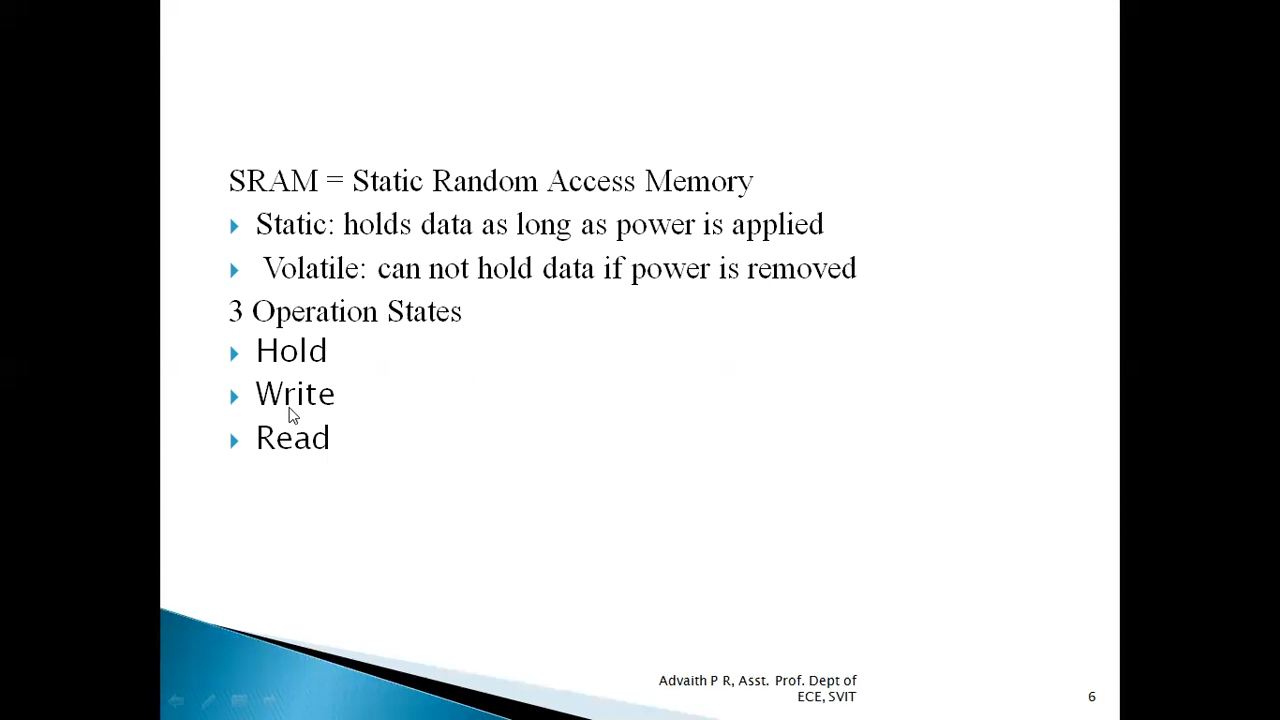 SRAM = Static Random Access Memory
Static: holds data as long as power is applied
Volatile: can not hold data if power is removed
3 Operation States
Hold
Write
Read
Advaith P R, Asst. Prof. Dept of
ECE, SVIT
6